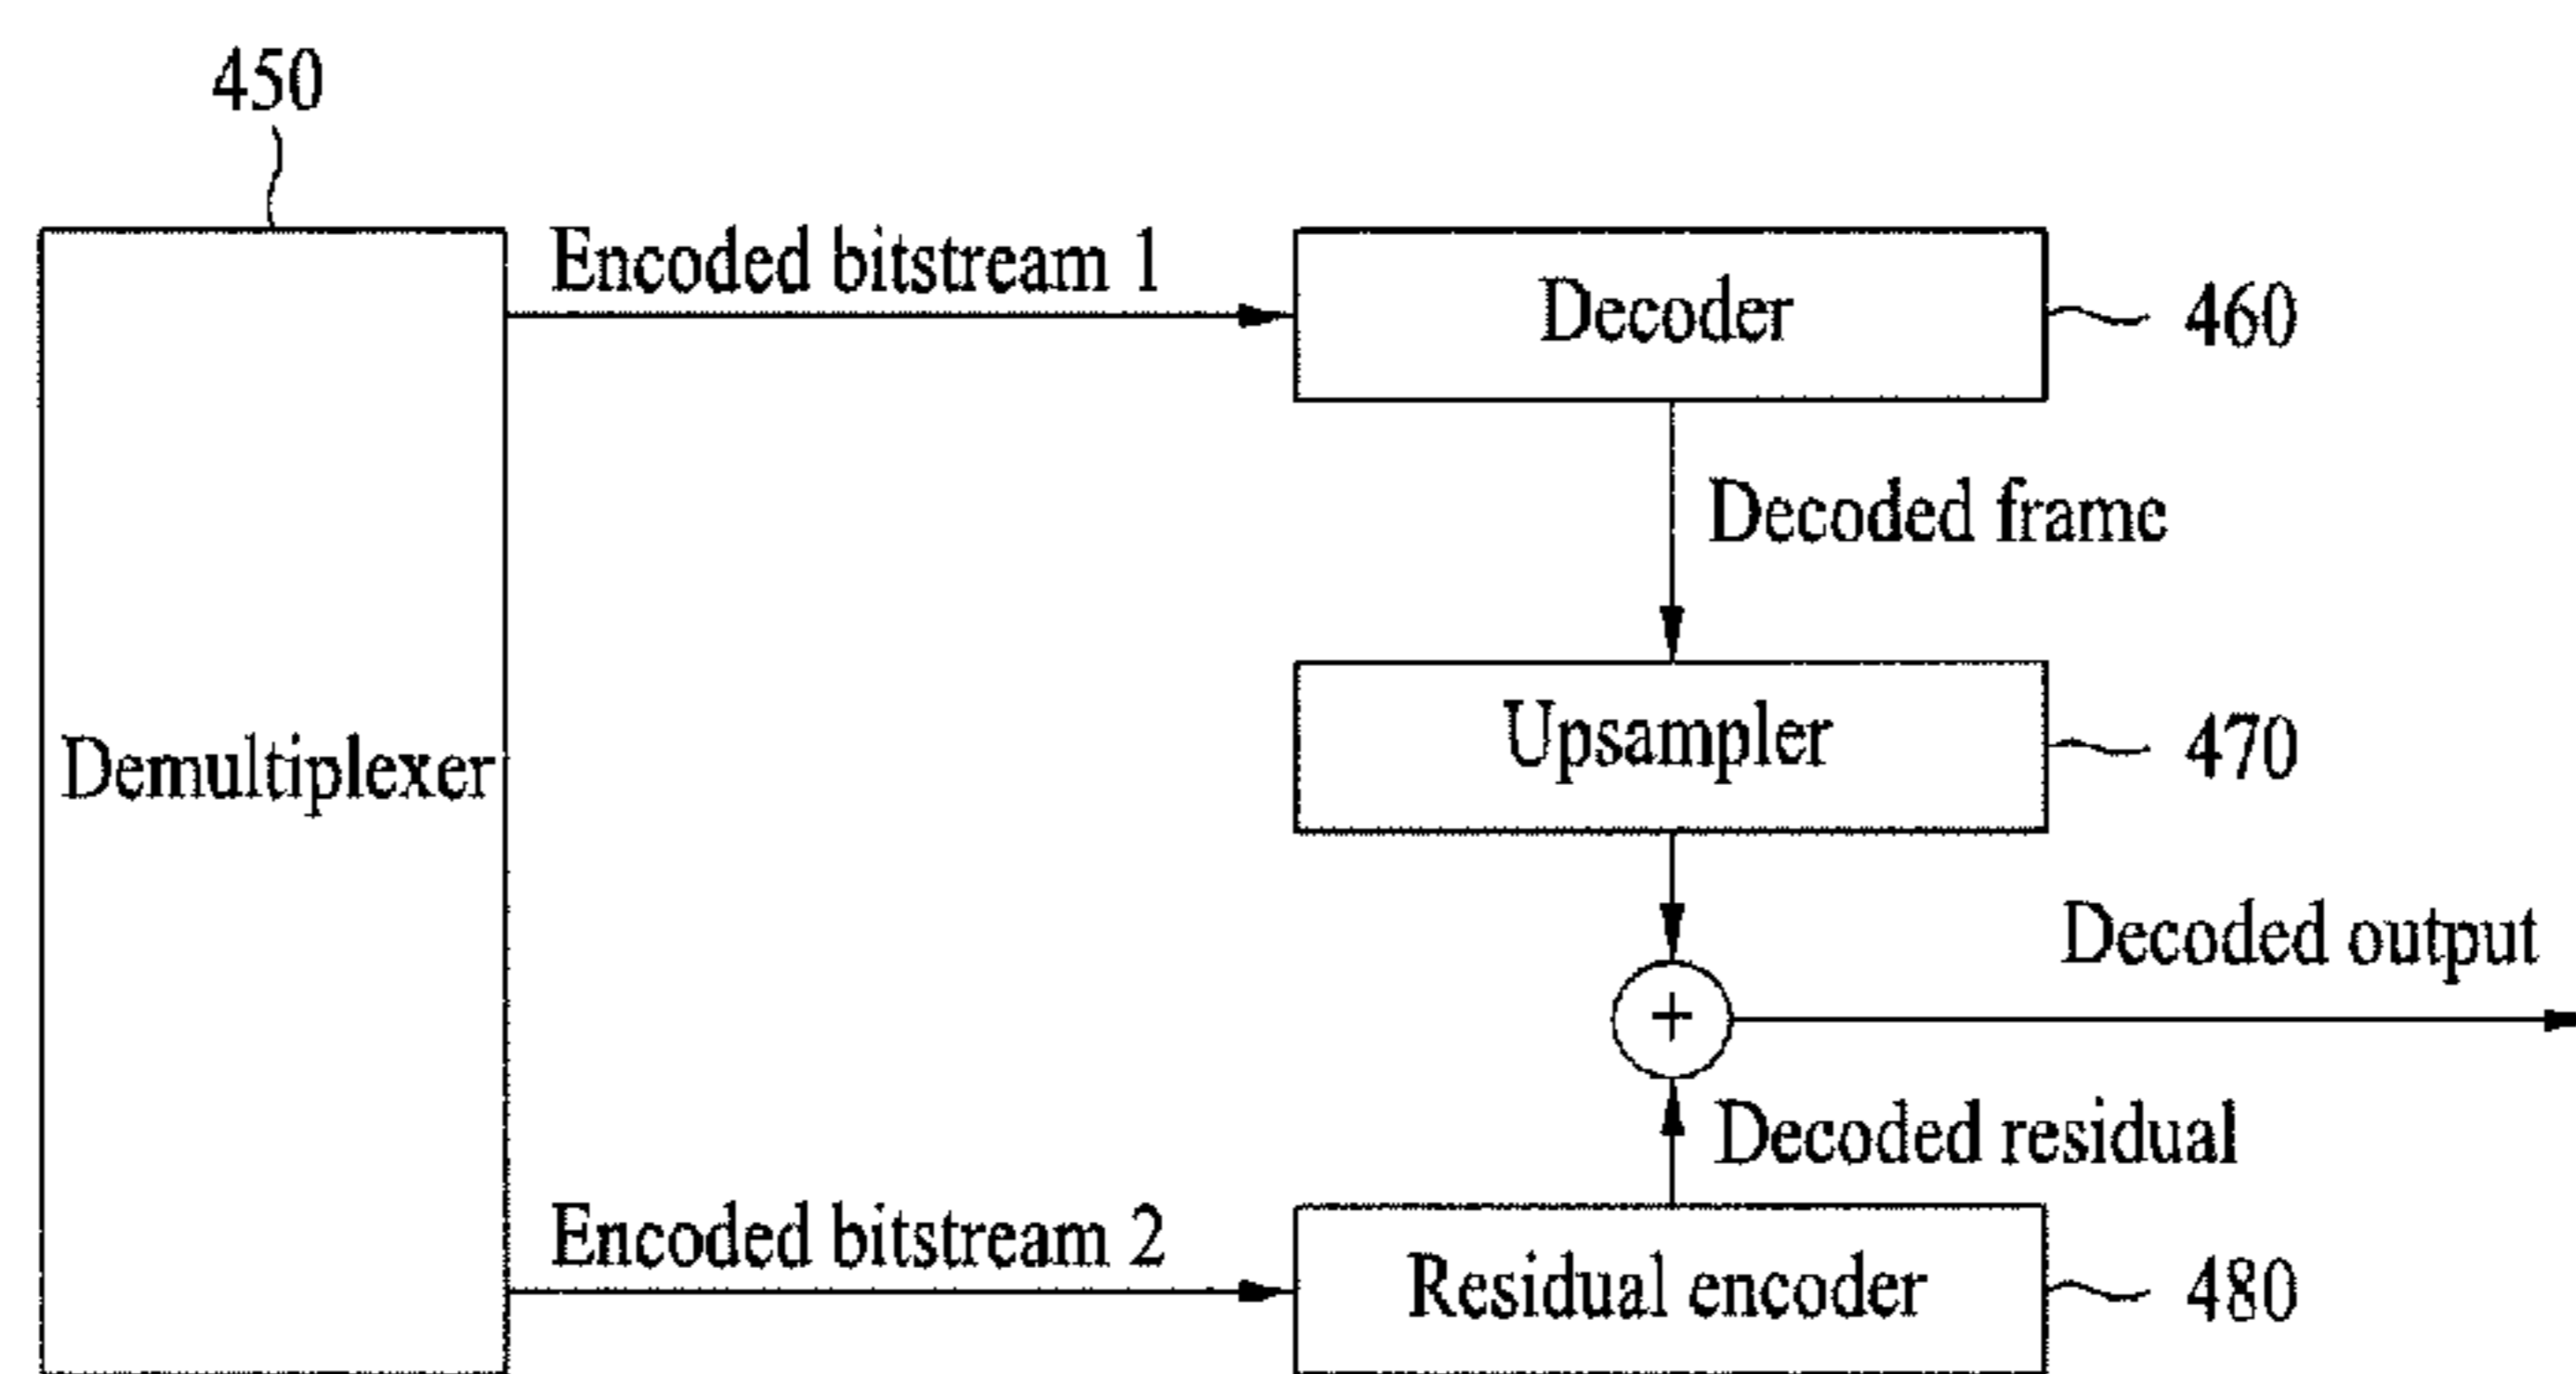 450
Encoded bitstream 1
Decoder
460
Decoded frame
Upsampler
470
Demultiplexer
+
Decoded output
Decoded residual
Encoded bitstream 2
Residual encoder
480